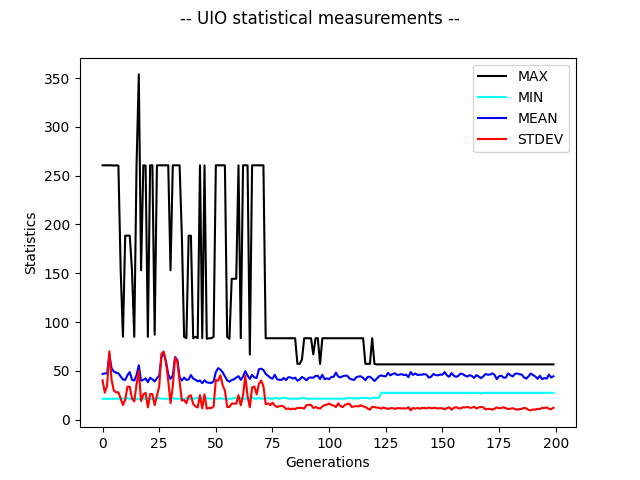 -- UIO statistical measurements --
MAX
MIN
MEAN
STDEV
Statistics
350
300
250
200
150
100
50
0
0 25 50 75 100 125 150 175 200
Generations